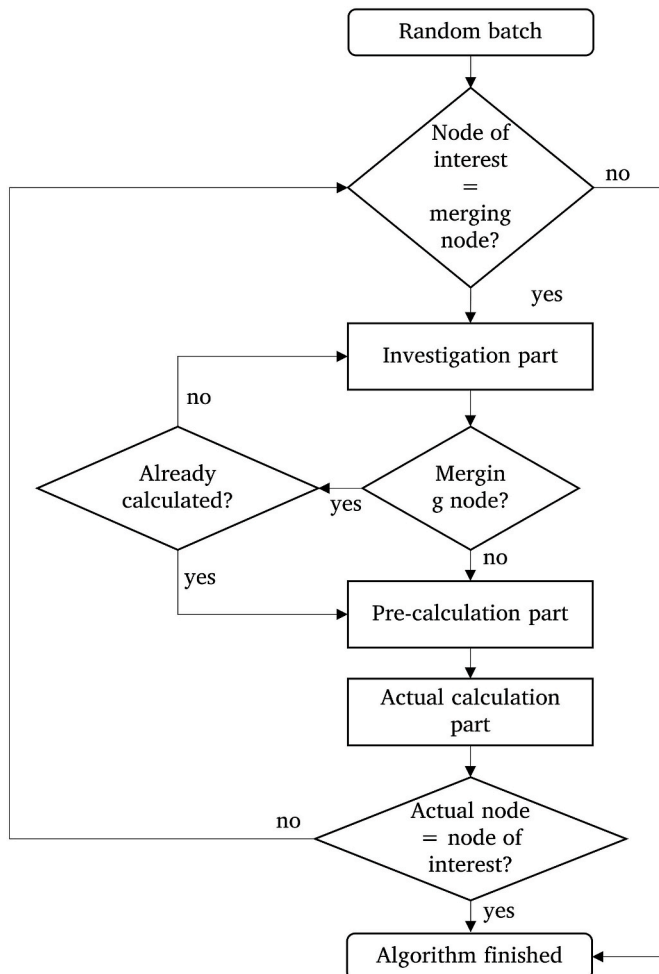 Random batch
Node of
interest
=
merging
node?
no
yes
Investigation part
no
Already
calculated?
yes
Mergin
g node?
yes
no
Pre-calculation part
Actual calculation
part
no
Actual node
= node of
interest?
yes
Algorithm finished